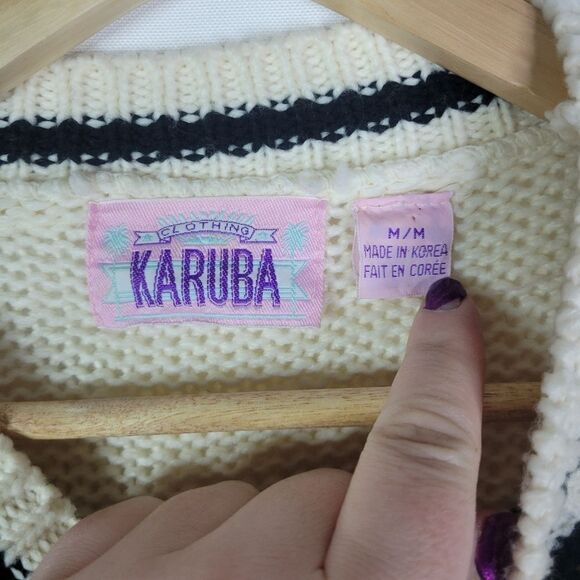 CLOTHING
KARUBA
M/M
MADE IN KOREA
FAIT EN CORÉE